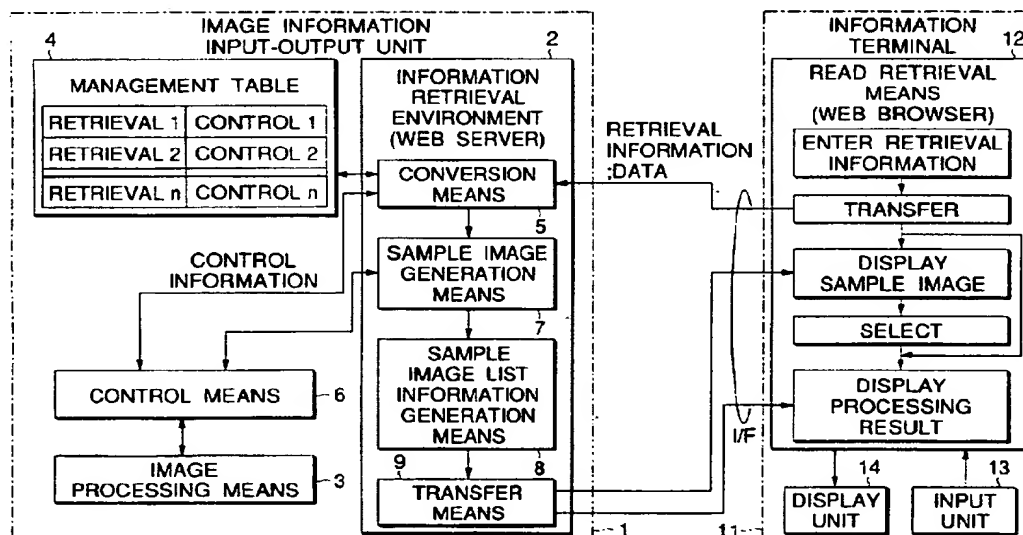 IMAGE INFORMATION
INPUT-OUTPUT UNIT
4
MANAGEMENT TABLE
RETRIEVAL 1 CONTROL 1
RETRIEVAL 2 CONTROL 2
RETRIEVAL n CONTROL n
2
INFORMATION
RETRIEVAL
ENVIRONMENT
(WEB SERVER)
CONVERSION
MEANS
5
SAMPLE IMAGE
GENERATION
MEANS
7
SAMPLE
IMAGE LIST
INFORMATION
GENERATION
MEANS
8
9
TRANSFER
MEANS
1
CONTROL
INFORMATION
CONTROL MEANS
6
IMAGE
PROCESSING MEANS
3
RETRIEVAL
INFORMATION
;DATA
I/F
INFORMATION
TERMINAL
12
READ RETRIEVAL
MEANS
(WEB BROWSER)
ENTER RETRIEVAL
INFORMATION
TRANSFER
DISPLAY
SAMPLE IMAGE
SELECT
DISPLAY
PROCESSING
RESULT
11
14
DISPLAY
UNIT
13
INPUT
UNIT